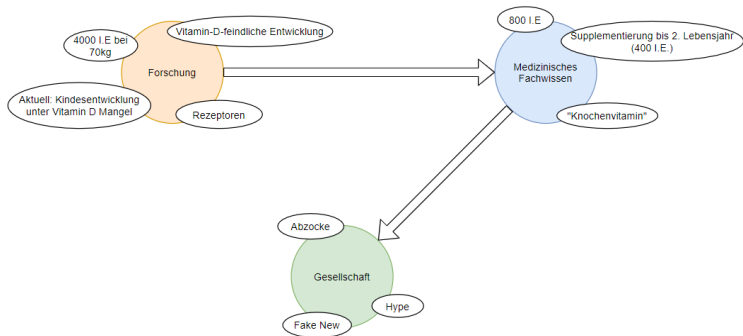 4000 I.E bei
70kg
Vitamin-D-feindliche Entwicklung
Forschung
Aktuell: Kindesentwicklung
unter Vitamin D Mangel
Rezeptoren
800 I.E
Supplementierung bis 2. Lebensjahr
(400 I.E.)
Medizinisches
Fachwissen
"Knochenvitamin"
Abzocke
Gesellschaft
Hype
Fake New